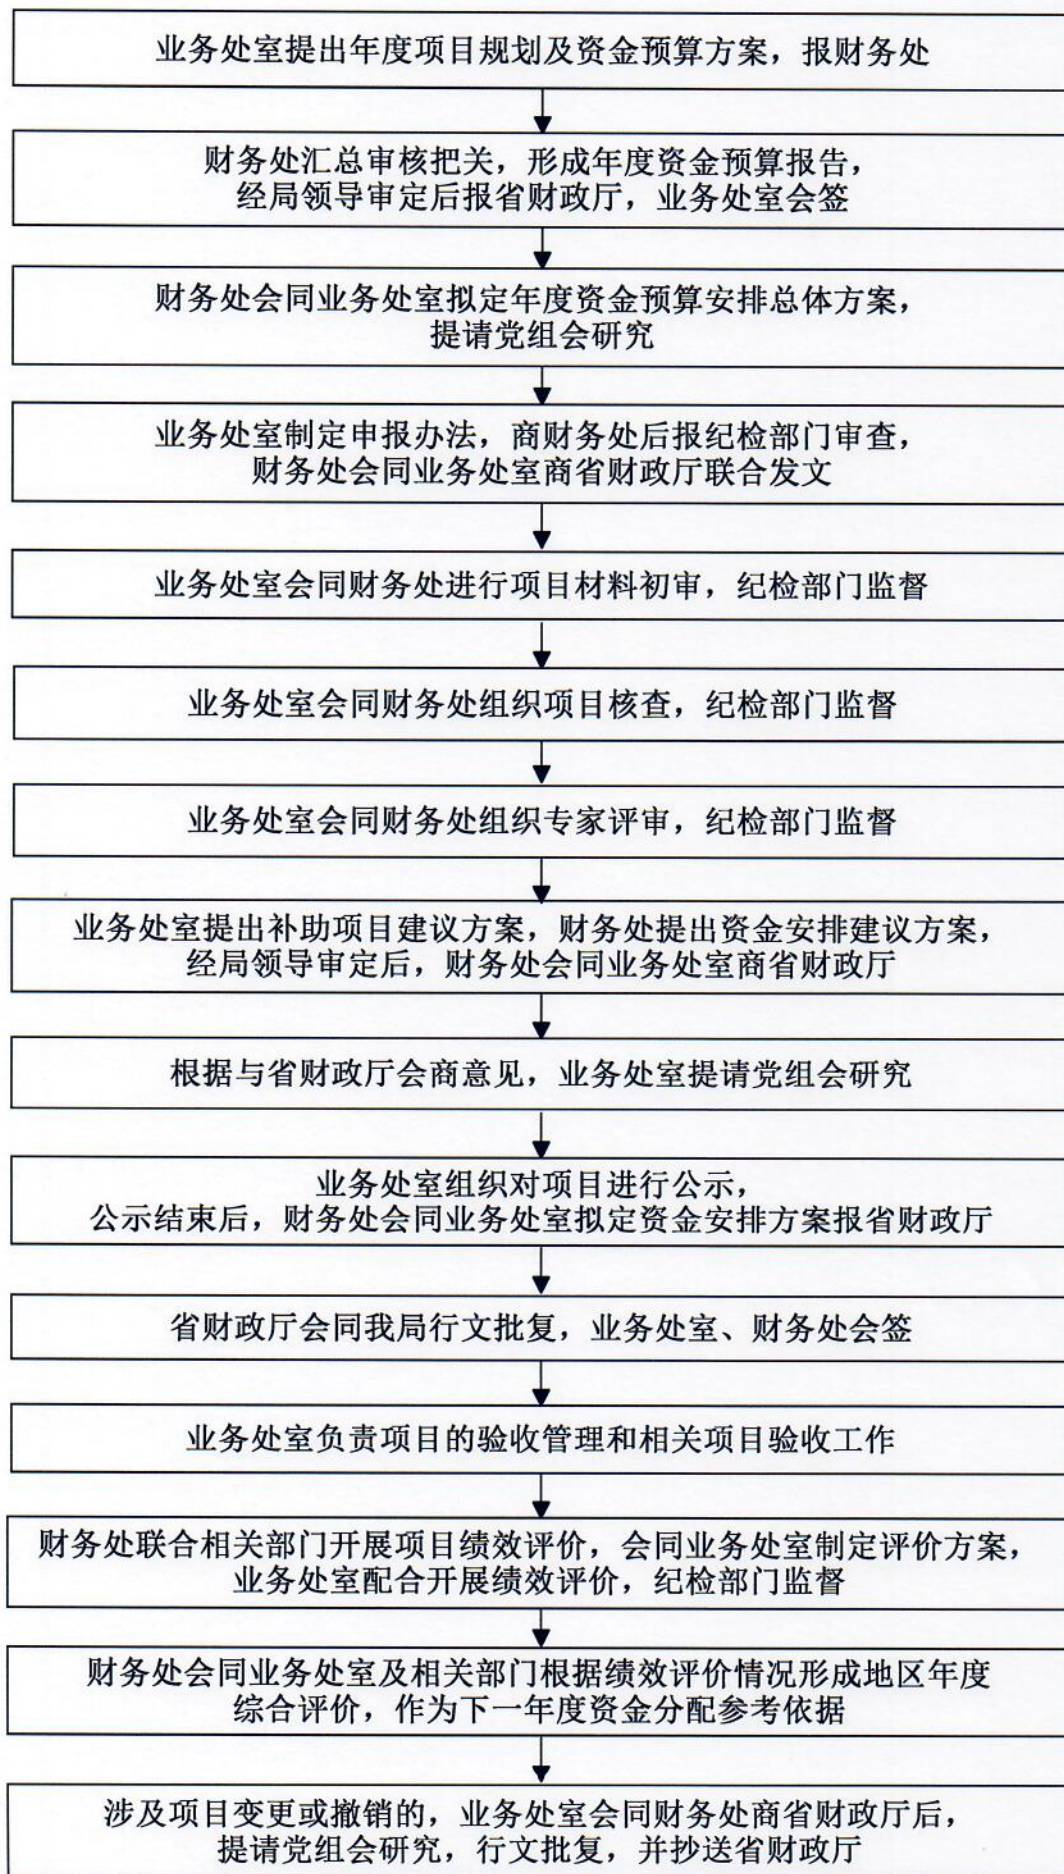 业务处室提出年度项目规划及资金预算方案，报财务处
财务处汇总审核把关，形成年度资金预算报告，
经局领导审定后报省财政厅，业务处室会签
财务处会同业务处室拟定年度资金预算安排总体方案，
提请党组会研究
业务处室制定申报办法，商财务处后报纪检部门审查，
财务处会同业务处室商省财政厅联合发文
业务处室会同财务处进行项目材料初审，纪检部门监督
业务处室会同财务处组织项目核查，纪检部门监督
业务处室会同财务处组织专家评审，纪检部门监督
业务处室提出补助项目建议方案，财务处提出资金安排建议方案，
经局领导审定后，财务处会同业务处室商省财政厅
根据与省财政厅会商意见，业务处室提请党组会研究
业务处室组织对项目进行公示，
公示结束后，财务处会同业务处室拟定资金安排方案报省财政厅
省财政厅会同我局行文批复，业务处室、财务处会签
业务处室负责项目的验收管理和相关项目验收工作
财务处联合相关部门开展项目绩效评价，会同业务处室制定评价方案，
业务处室配合开展绩效评价，纪检部门监督
财务处会同业务处室及相关部门根据绩效评价情况形成地区年度
综合评价，作为下一年度资金分配参考依据
涉及项目变更或撤销的，业务处室会同财务处商省财政厅后，
提请党组会研究，行文批复，并抄送省财政厅